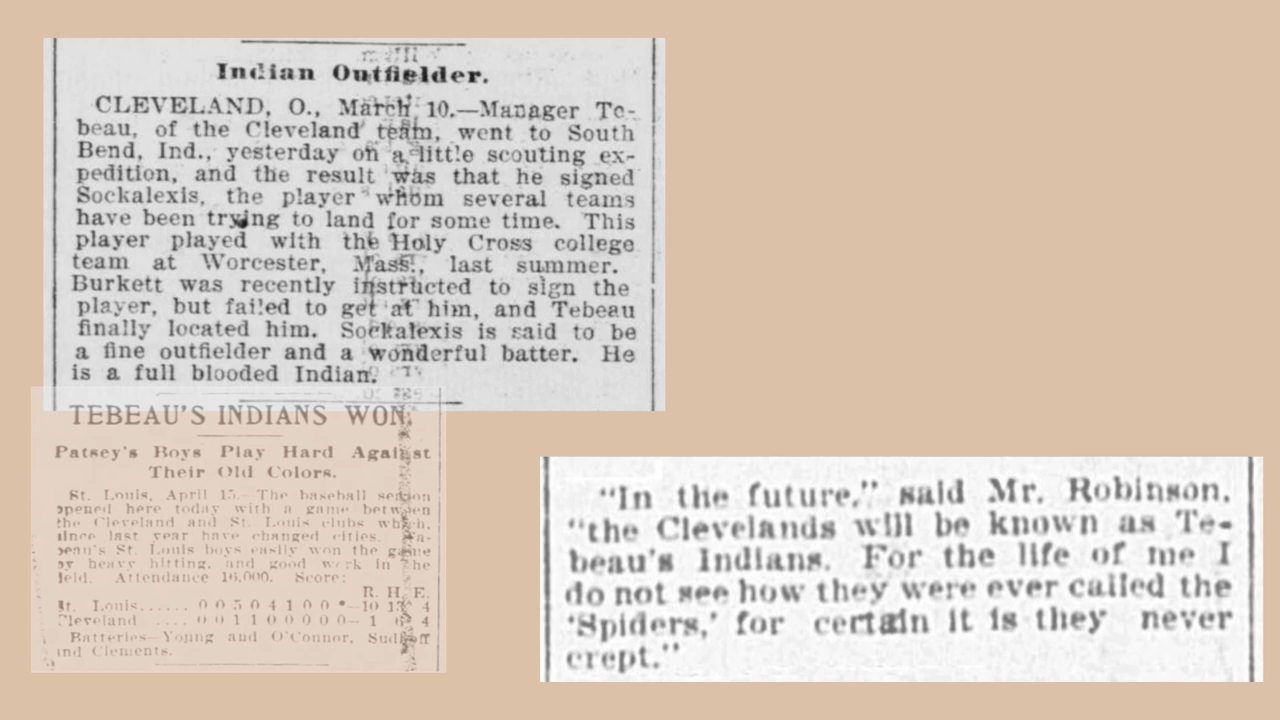 Indian Outfielder.
CLEVELAND, O., March 10.—Manager Te-
beau, of the Cleveland team, went to South
Bend, Ind., yesterday on a little scouting ex-
pedition, and the result was that he signed
Sockalexis, the player whom several teams
have been trying to land for some time. This
player played with the Holy Cross college
team at Worcester, Mass., last summer.
Burkett was recently instructed to sign the
player, but failed to get at him, and Tebeau
finally located him. Sockalexis is said to be
a fine outfielder and a wonderful batter. He
is a full blooded Indian.
TEBEAU'S INDIANS WON.
Patsey's Boys Play Hard Against
Their Old Colors.
St. Louis, April 15.—The baseball season
opened here today with a game between
the Cleveland and St. Louis clubs which,
since last year have changed cities.
beau's St. Louis boys easily won the game
by heavy hitting, and good work in the
field. Attendance 16,000. Score:
R. H. E.
St. Louis...... 0 0 5 0 4 1 0 0 *—10 13 4
Cleveland .... 0 0 1 1 0 0 0 0 0— 1 4
Batteries—Young and O'Connor, Sudhoff
and Clements.
"In the future," said Mr. Robinson,
"the Clevelands will be known as Te-
beau's Indians. For the life of me I
do not see how they were ever called the
'Spiders,' for certain it is they never
crept."